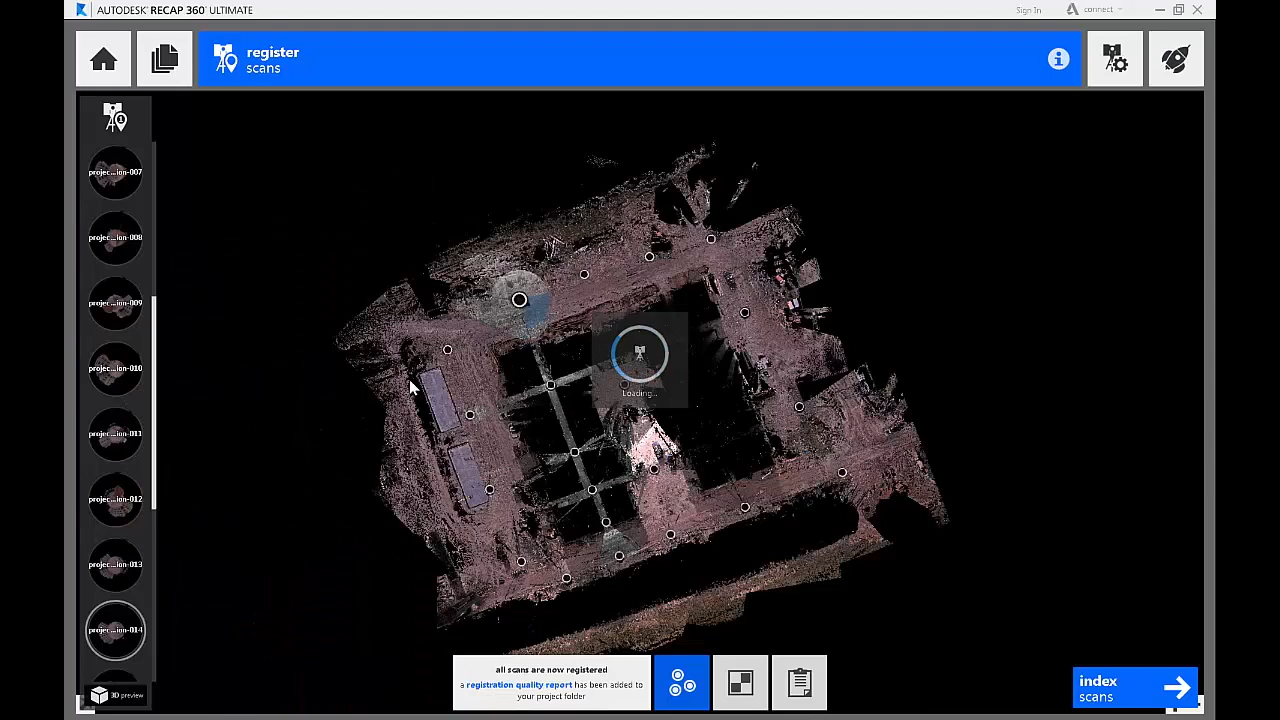 AUTODESK® RECAP 360™ ULTIMATE
Sign In
connect
register
scans
projec...ion-007
projec...ion-008
projec...ion-009
projec...ion-010
projec...ion-011
projec...ion-012
projec...ion-013
projec...ion-014
Loading...
3D preview
all scans are now registered
a registration quality report has been added to
your project folder
index
scans